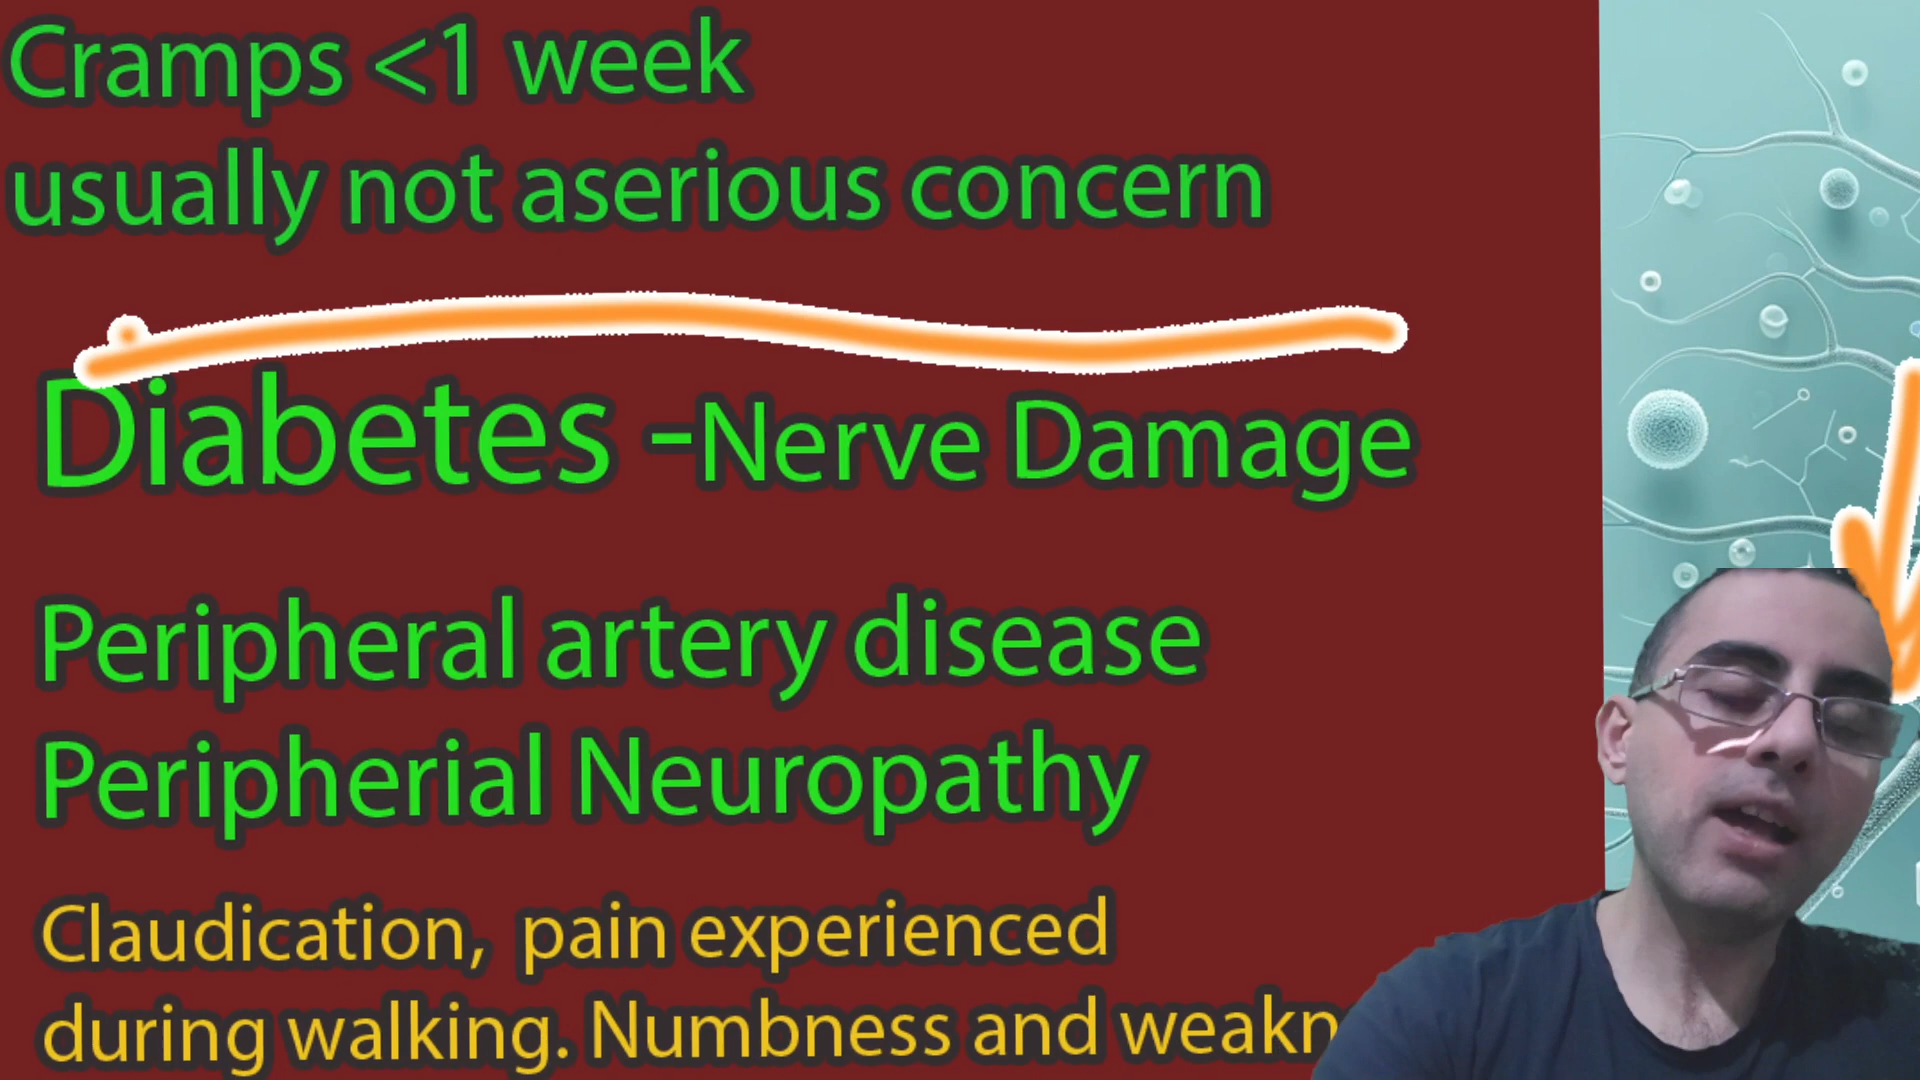 Cramps <1 week
usually not aserious concern
Diabetes -Nerve Damage
Peripheral artery disease
Peripherial Neuropathy
Claudication, pain experienced
during walking. Numbness and weakn